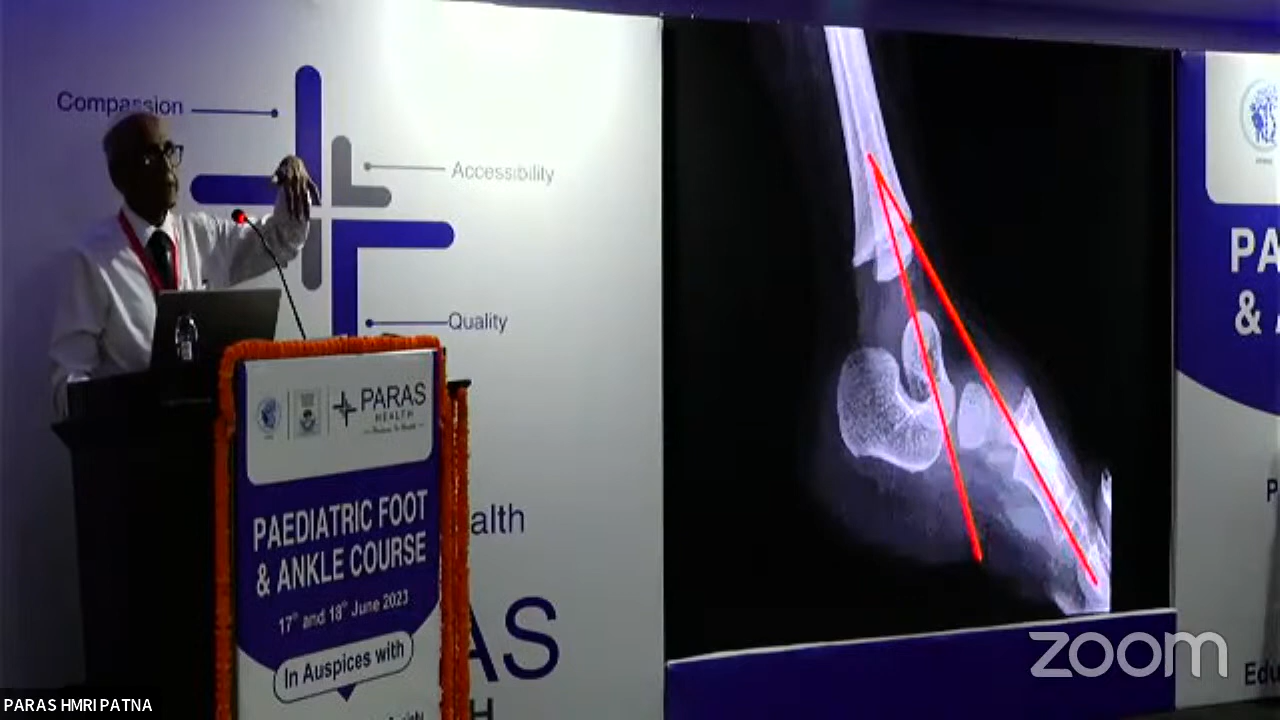 Compassion
Accessibility
Quality
PARAS
HEALTH
PAEDIATRIC FOOT
& ANKLE COURSE
17th and 18th June 2023
In Auspices with
alth
AS
H
PA
&
P
Edu
zoom
PARAS HMRI PATNA